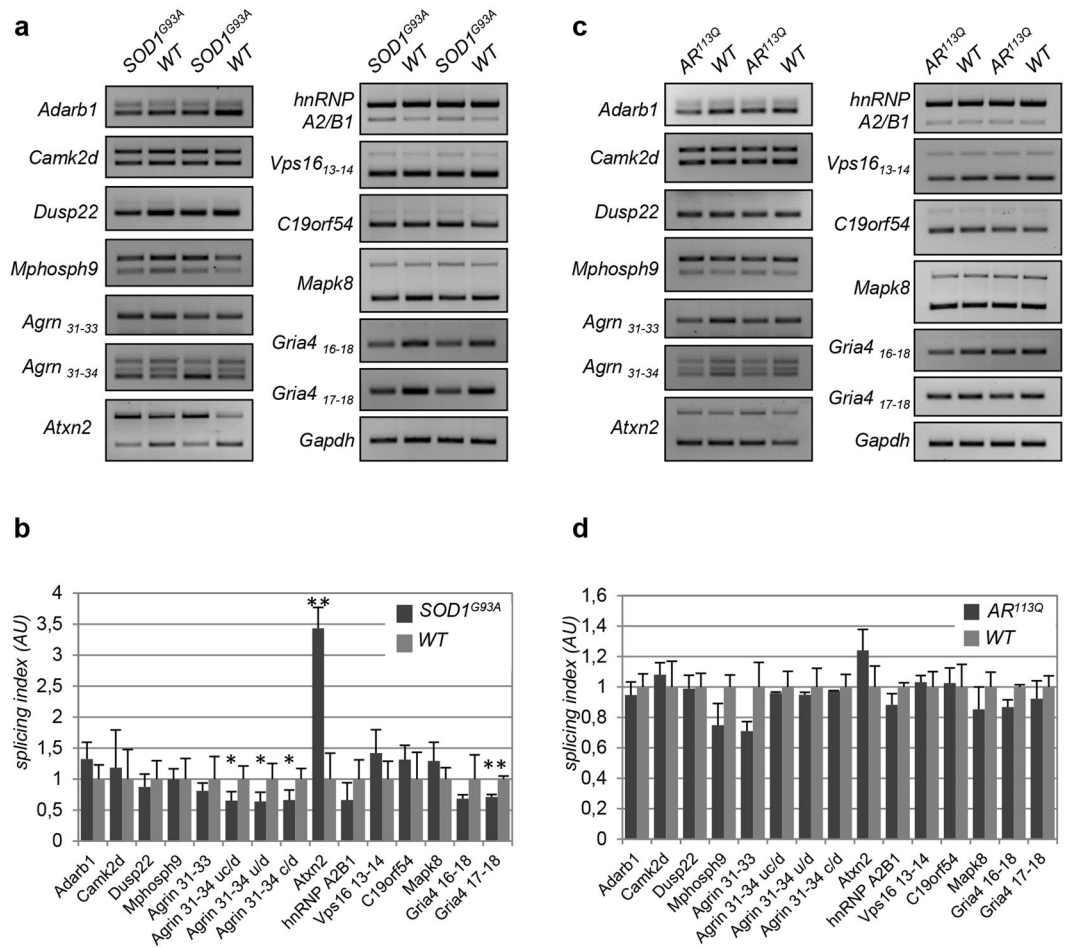 a
SOD1G93A WT SOD1G93A WT
Adarb1
Camk2d
Dusp22
Mphosph9
Agrn 31-33
Agrn 31-34
Atxn2
SOD1G93A WT SOD1G93A WT
hnRNP
A2/B1
Vps16 13-14
C19orf54
Mapk8
Gria4 16-18
Gria4 17-18
Gapdh
c
AR113Q WT AR113Q WT
Adarb1
Camk2d
Dusp22
Mphosph9
Agrn 31-33
Agrn 31-34
Atxn2
AR113Q WT AR113Q WT
hnRNP
A2/B1
Vps16 13-14
C19orf54
Mapk8
Gria4 16-18
Gria4 17-18
Gapdh
b
splicing index (AU)
4
3,5
3
2,5
2
1,5
1
0,5
0
SOD1G93A
WT
* * * ** **
Adarb1
Camk2d
Dusp22
Mphosph9
Agrin 31-33
Agrin 31-34 uc/d
Agrin 31-34 u/d
Agrin 31-34 c/d
Atxn2
hnRNP A2B1
Vps16 13-14
C19orf54
Mapk8
Gria4 16-18
Gria4 17-18
d
splicing index (AU)
1,6
1,4
1,2
1
0,8
0,6
0,4
0,2
0
AR113Q
WT
Adarb1
Camk2d
Dusp22
Mphosph9
Agrin 31-33
Agrin 31-34 uc/d
Agrin 31-34 u/d
Agrin 31-34 c/d
Atxn2
hnRNP A2B1
Vps16 13-14
C19orf54
Mapk8
Gria4 16-18
Gria4 17-18